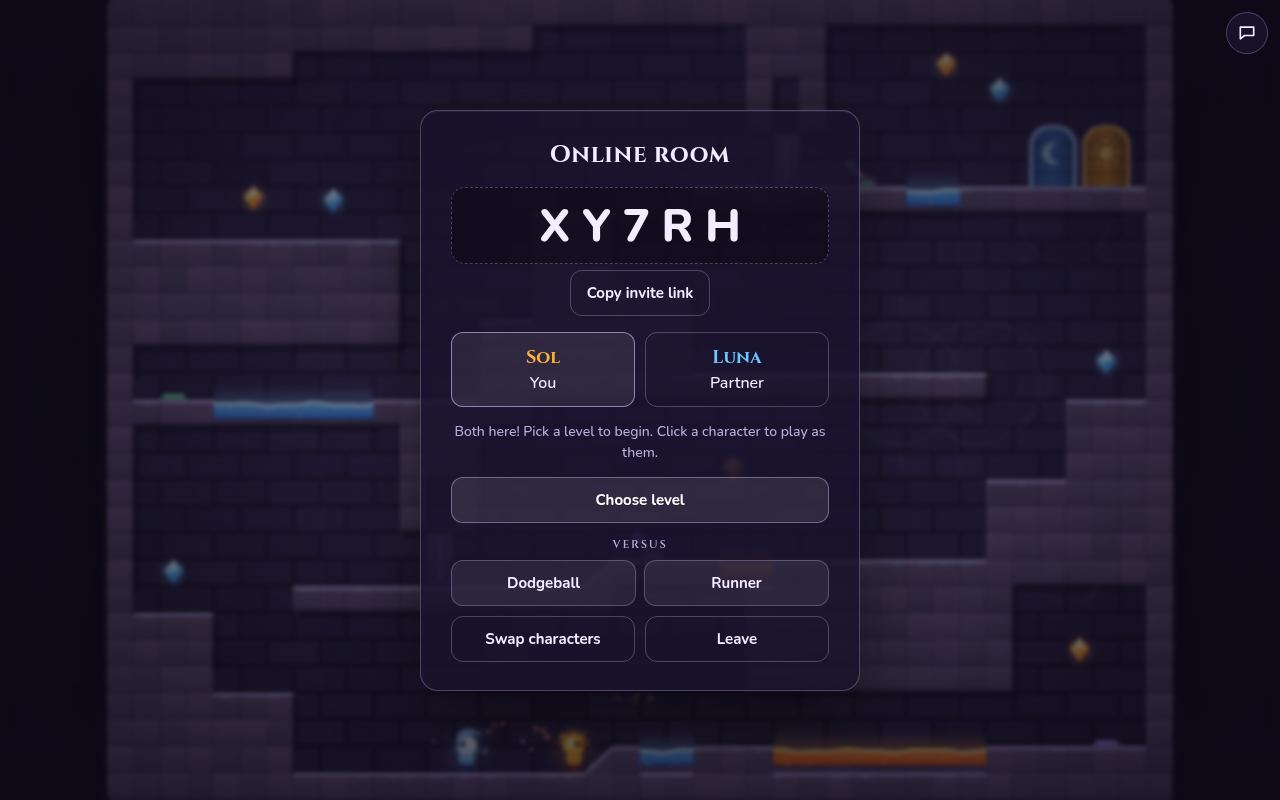 Online room
XY7RH
Copy invite link
Sol
You
Luna
Partner
Both here! Pick a level to begin. Click a character to play as
them.
Choose level
VERSUS
Dodgeball
Runner
Swap characters
Leave